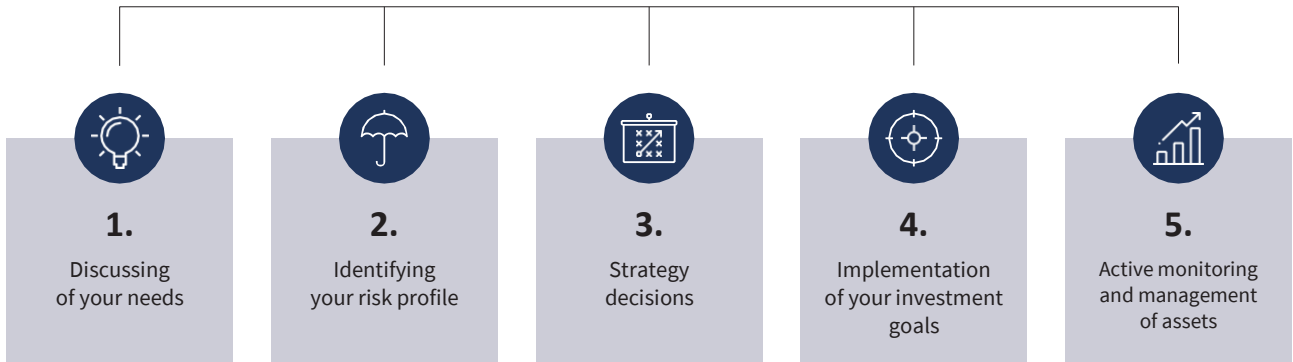 1.
Discussing
of your needs
2.
Identifying
your risk profile
3.
Strategy
decisions
4.
Implementation
of your investment
goals
5.
Active monitoring
and management
of assets